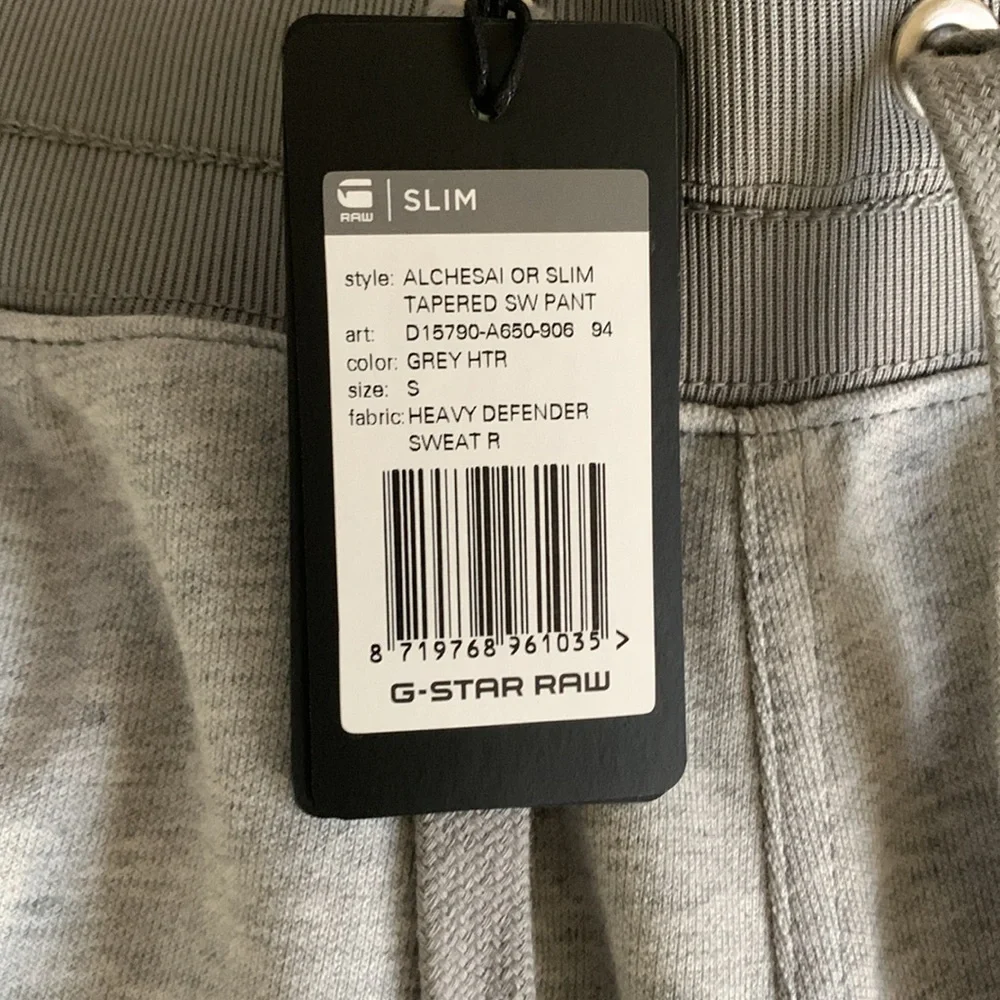 RAW | SLIM
style: ALCHESAI OR SLIM
TAPERED SW PANT
art: D15790-A650-906 94
color: GREY HTR
size: S
fabric: HEAVY DEFENDER
SWEAT R
8 719768 961035 >
G-STAR RAW